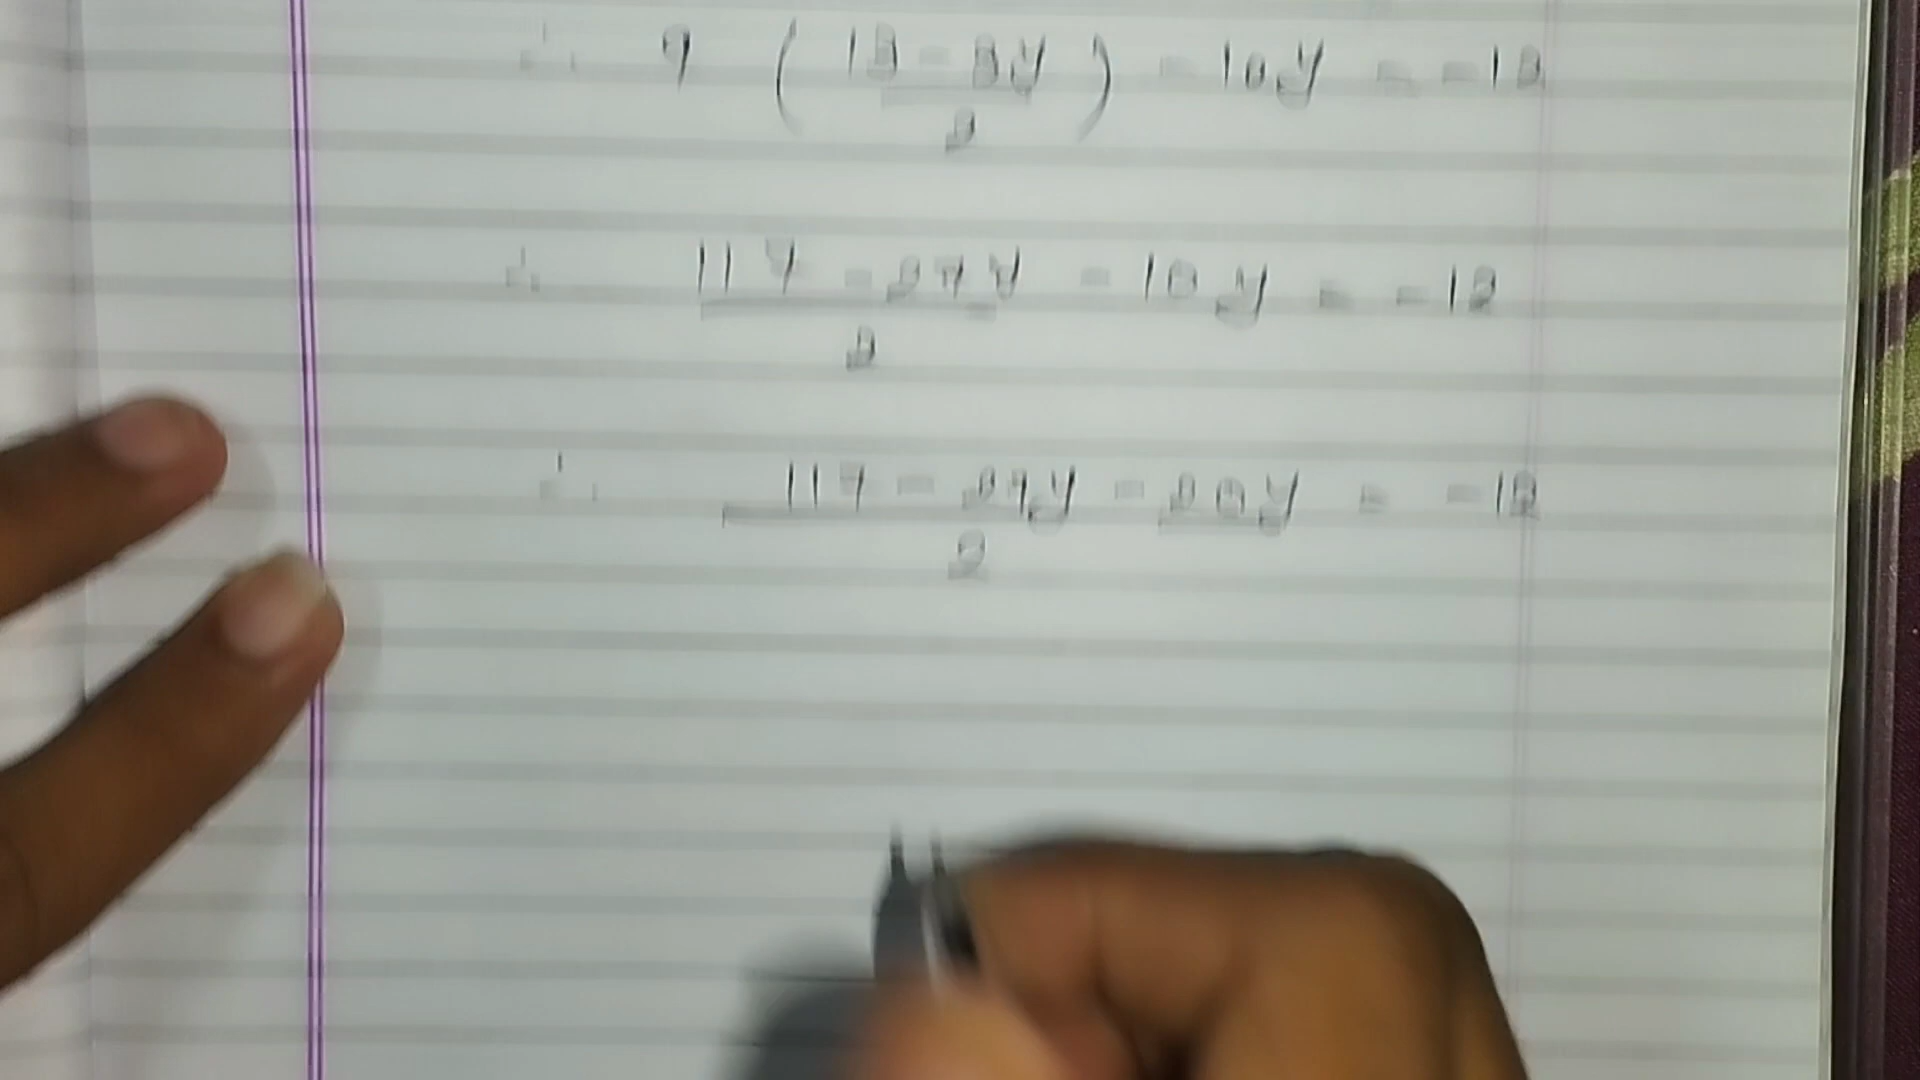 ∴ 9 ( 13 - 3y / 2 ) - 10y = -12
∴ 117 - 27y / 2 - 10y = -12
∴ 117 - 27y - 20y / 2 = -12